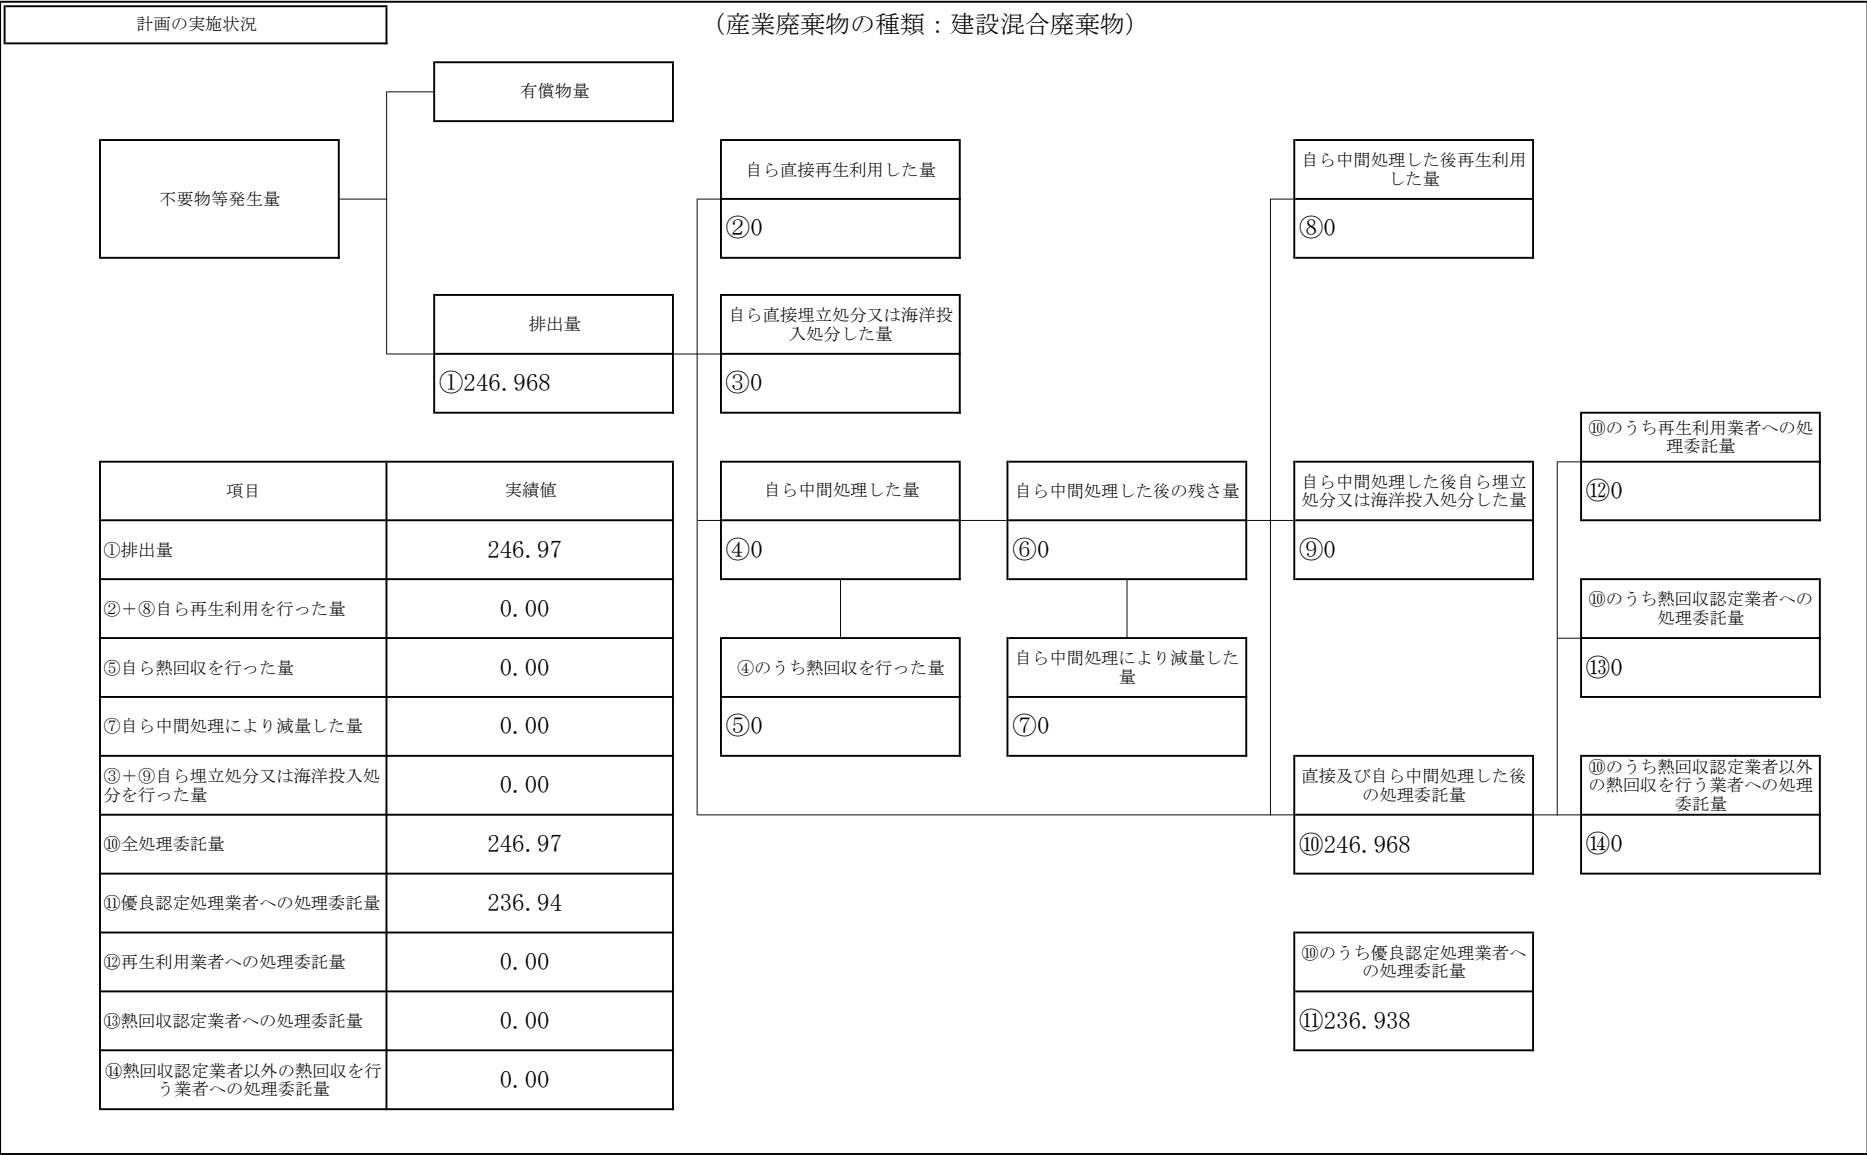 計画の実施状況
（産業廃棄物の種類：建設混合廃棄物）
有償物量
不要物等発生量
自ら直接再生利用した量
②0
自ら中間処理した後再生利用
した量
⑧0
排出量
①246.968
自ら直接埋立処分又は海洋投
入処分した量
③0
自ら中間処理した量
④0
自ら中間処理した後の残さ量
⑥0
自ら中間処理した後自ら埋立
処分又は海洋投入処分した量
⑨0
⑩のうち再生利用業者への処
理委託量
⑫0
④のうち熱回収を行った量
⑤0
自ら中間処理により減量した
量
⑦0
⑩のうち熱回収認定業者への
処理委託量
⑬0
直接及び自ら中間処理した後
の処理委託量
⑩246.968
⑩のうち熱回収認定業者以外
の熱回収を行う業者への処理
委託量
⑭0
⑩のうち優良認定処理業者へ
の処理委託量
⑪236.938
項目 実績値
①排出量 246.97
②＋⑧自ら再生利用を行った量 0.00
⑤自ら熱回収を行った量 0.00
⑦自ら中間処理により減量した量 0.00
③＋⑨自ら埋立処分又は海洋投入処
分を行った量 0.00
⑩全処理委託量 246.97
⑪優良認定処理業者への処理委託量 236.94
⑫再生利用業者への処理委託量 0.00
⑬熱回収認定業者への処理委託量 0.00
⑭熱回収認定業者以外の熱回収を行
う業者への処理委託量 0.00